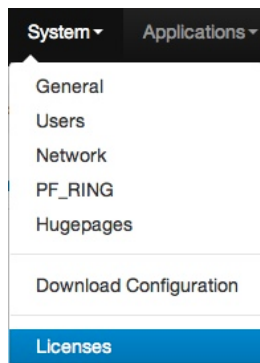 System Applications
General
Users
Network
PF_RING
Hugepages
Download Configuration
Licenses